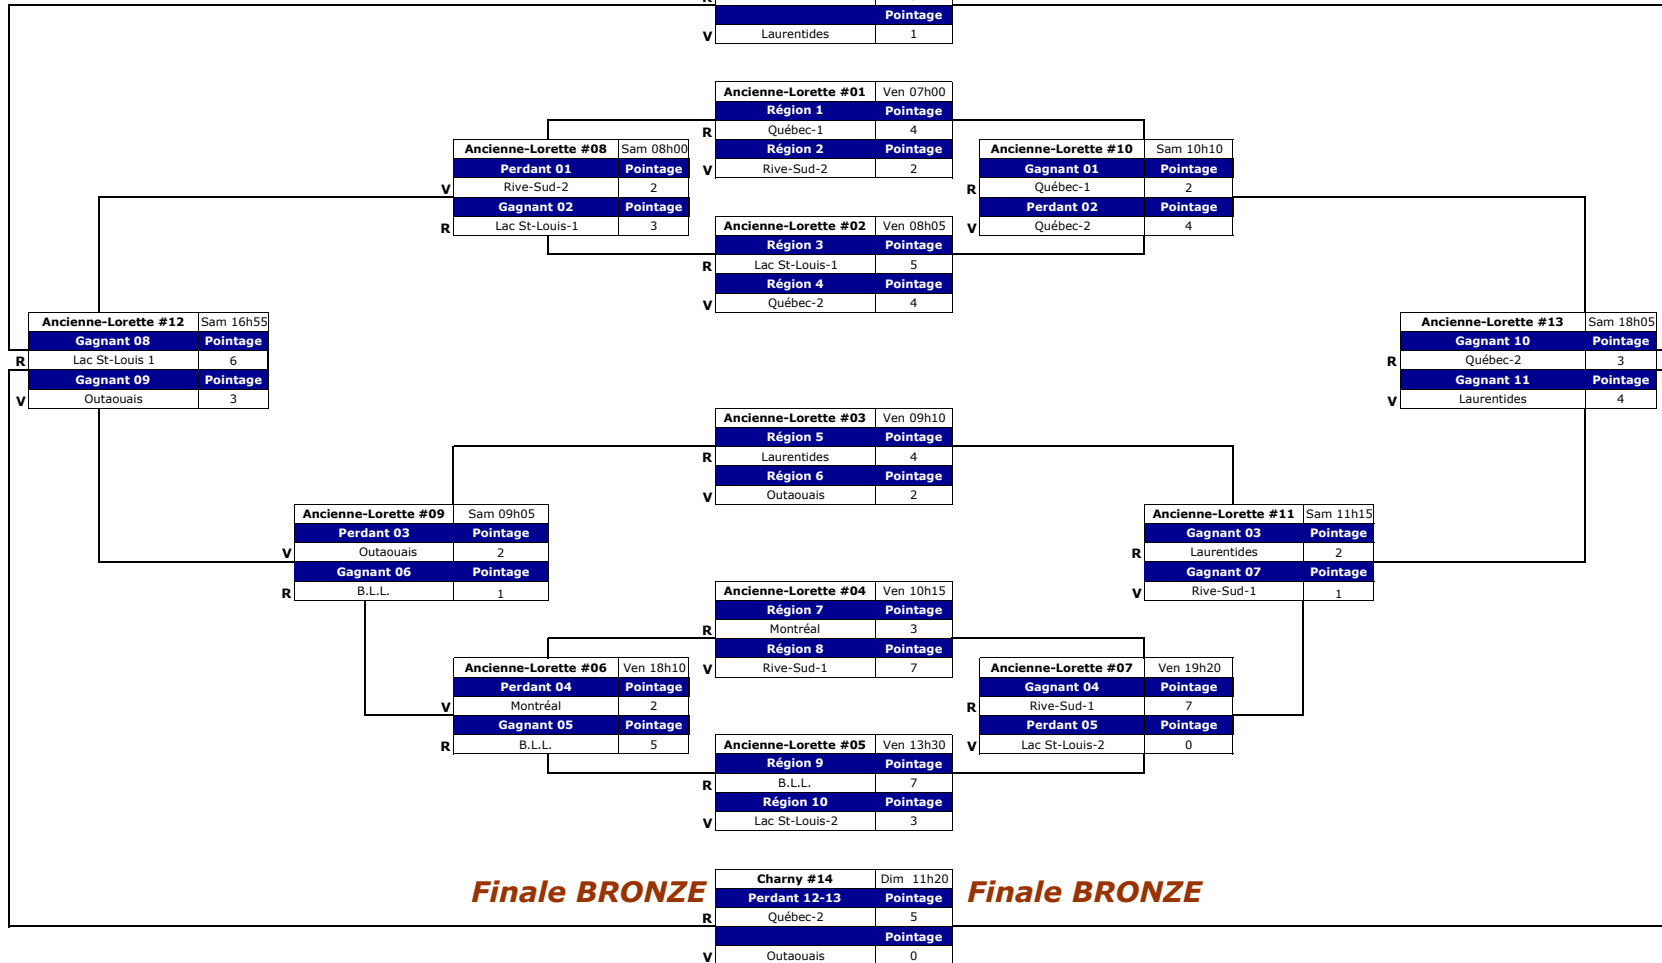 Pointage
V Laurentides 1
Ancienne-Lorette #01 Ven 07h00
Région 1 Pointage
R Québec-1 4
Région 2 Pointage
V Rive-Sud-2 2
Ancienne-Lorette #08 Sam 08h00
Perdant 01 Pointage
V Rive-Sud-2 2
Gagnant 02 Pointage
R Lac St-Louis-1 3
Ancienne-Lorette #10 Sam 10h10
Gagnant 01 Pointage
R Québec-1 2
Perdant 02 Pointage
V Québec-2 4
Ancienne-Lorette #02 Ven 08h05
Région 3 Pointage
R Lac St-Louis-1 5
Région 4 Pointage
V Québec-2 4
Ancienne-Lorette #12 Sam 16h55
Gagnant 08 Pointage
R Lac St-Louis 1 6
Gagnant 09 Pointage
V Outaouais 3
Ancienne-Lorette #13 Sam 18h05
Gagnant 10 Pointage
R Québec-2 3
Gagnant 11 Pointage
V Laurentides 4
Ancienne-Lorette #03 Ven 09h10
Région 5 Pointage
R Laurentides 4
Région 6 Pointage
V Outaouais 2
Ancienne-Lorette #09 Sam 09h05
Perdant 03 Pointage
V Outaouais 2
Gagnant 06 Pointage
R B.L.L. 1
Ancienne-Lorette #11 Sam 11h15
Gagnant 03 Pointage
R Laurentides 2
Gagnant 07 Pointage
V Rive-Sud-1 1
Ancienne-Lorette #04 Ven 10h15
Région 7 Pointage
R Montréal 3
Région 8 Pointage
V Rive-Sud-1 7
Ancienne-Lorette #06 Ven 18h10
Perdant 04 Pointage
V Montréal 2
Gagnant 05 Pointage
R B.L.L. 5
Ancienne-Lorette #07 Ven 19h20
Gagnant 04 Pointage
R Rive-Sud-1 7
Perdant 05 Pointage
V Lac St-Louis-2 0
Ancienne-Lorette #05 Ven 13h30
Région 9 Pointage
R B.L.L. 7
Région 10 Pointage
V Lac St-Louis-2 3
Finale BRONZE
Charny #14 Dim 11h20
Perdant 12-13 Pointage
R Québec-2 5
Pointage
V Outaouais 0
Finale BRONZE